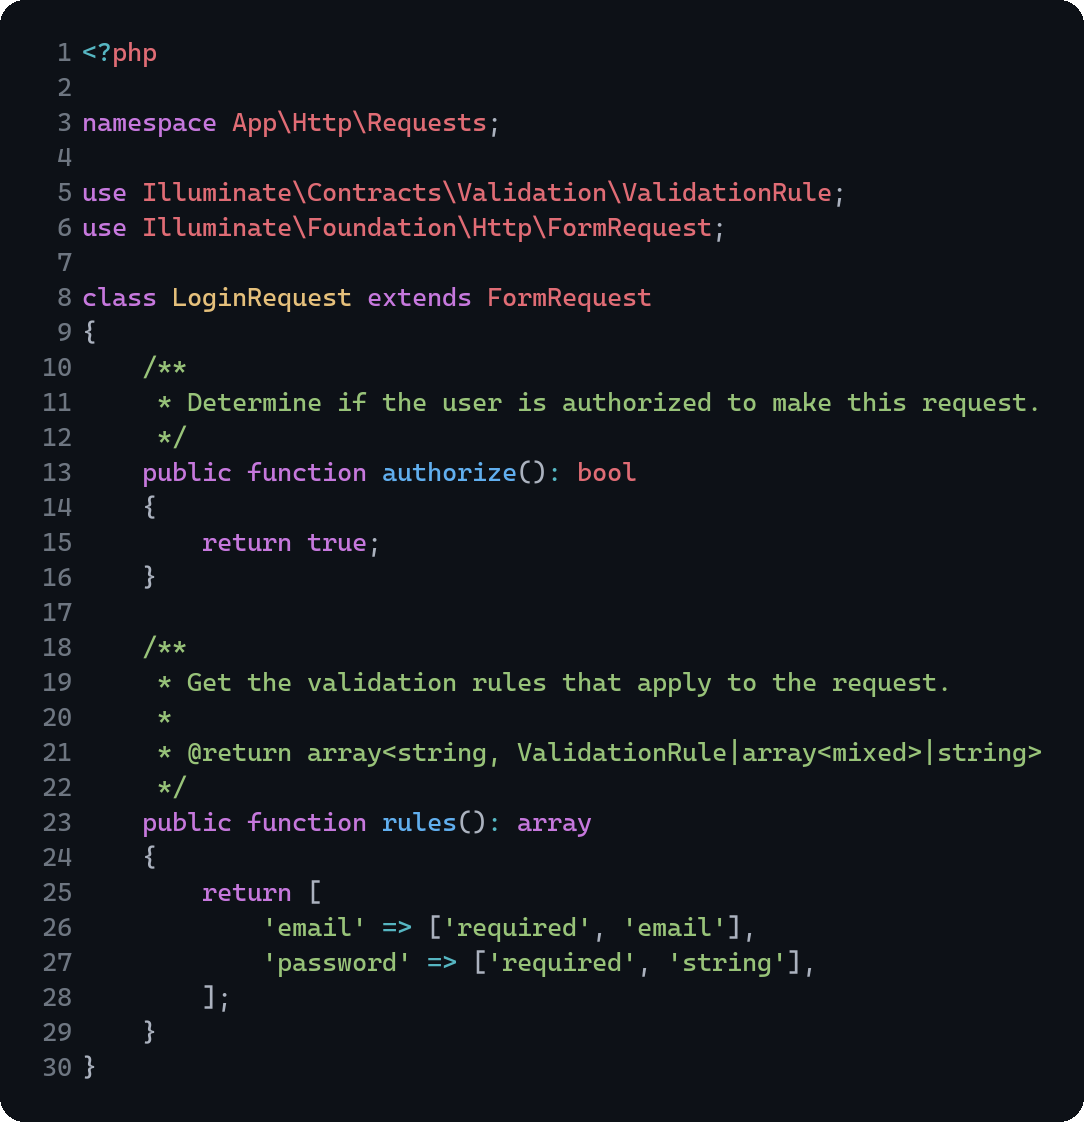 1 <?php
2
3 namespace App\Http\Requests;
4
5 use Illuminate\Contracts\Validation\ValidationRule;
6 use Illuminate\Foundation\Http\FormRequest;
7
8 class LoginRequest extends FormRequest
9 {
10     /**
11      * Determine if the user is authorized to make this request.
12      */
13     public function authorize(): bool
14     {
15         return true;
16     }
17
18     /**
19      * Get the validation rules that apply to the request.
20      *
21      * @return array<string, ValidationRule|array<mixed>|string>
22      */
23     public function rules(): array
24     {
25         return [
26             'email' => ['required', 'email'],
27             'password' => ['required', 'string'],
28         ];
29     }
30 }